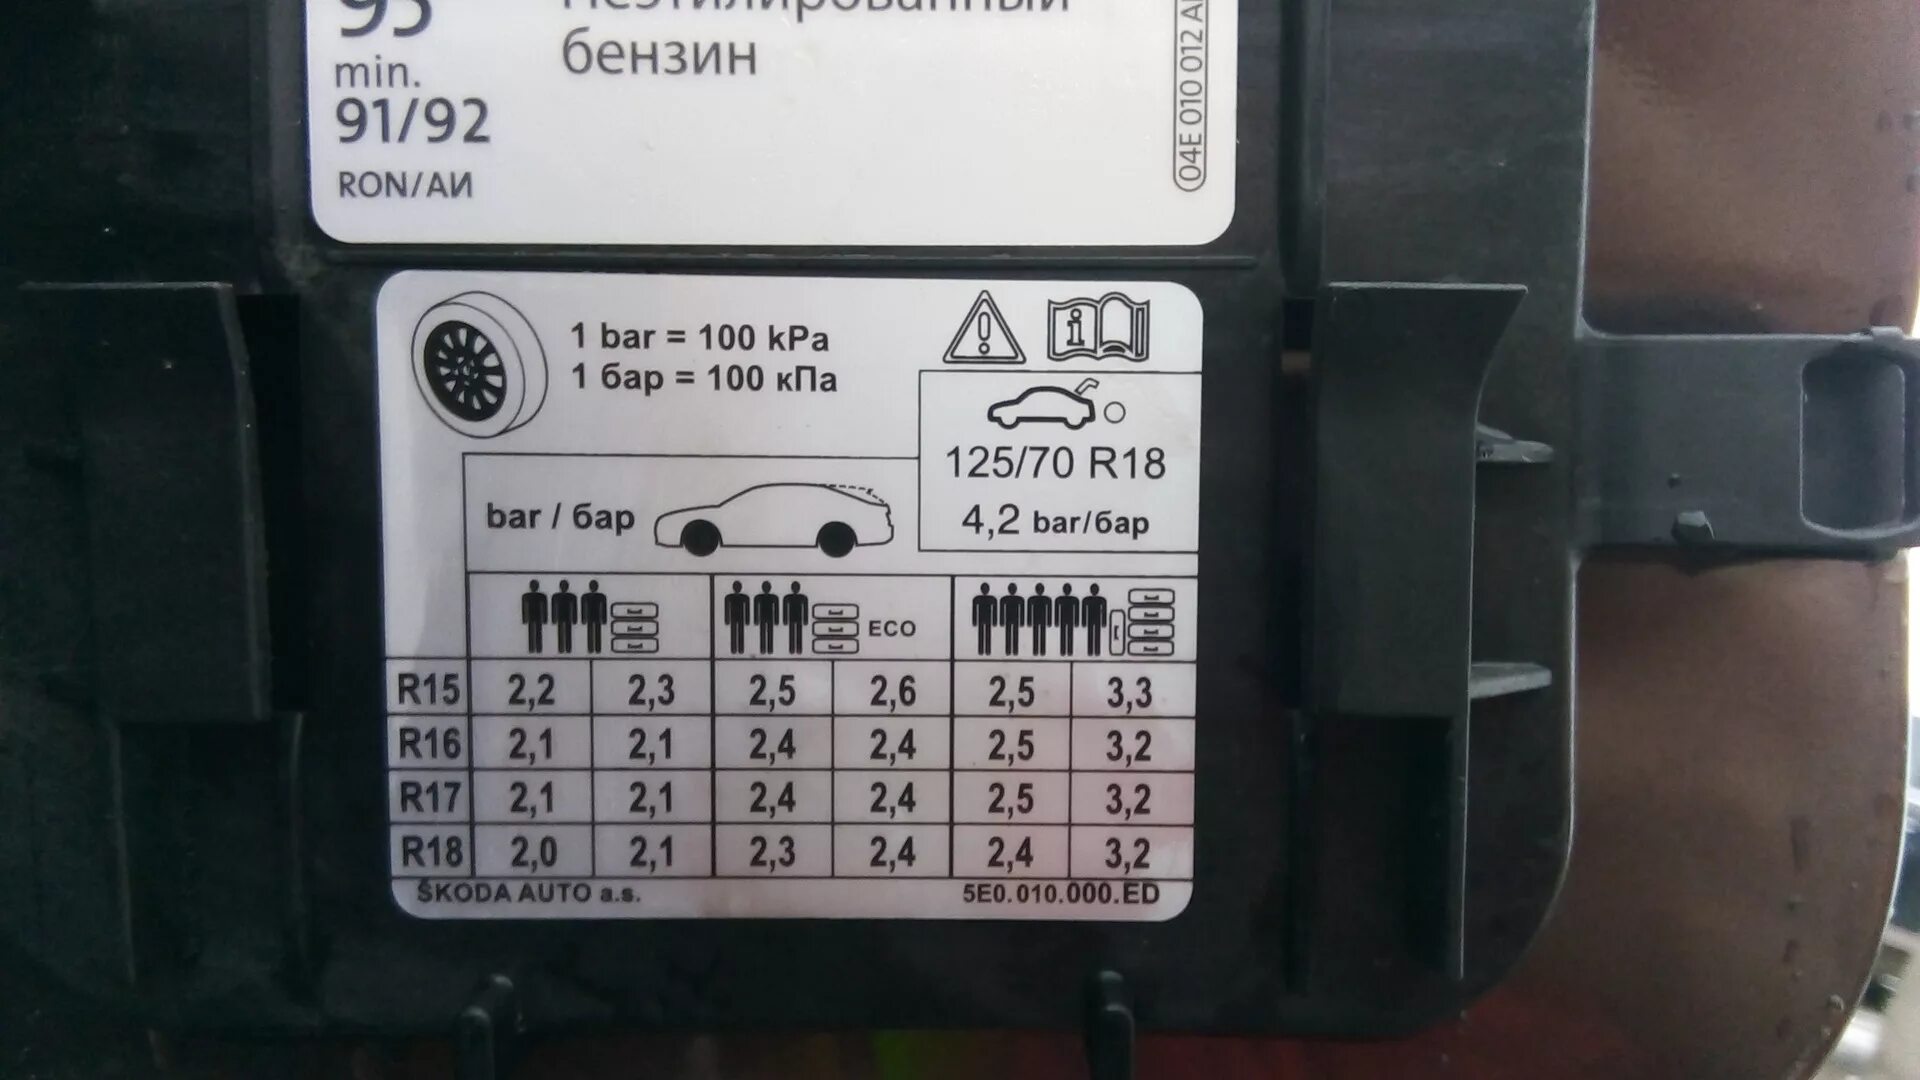 95
Неэтилированный
бензин
min.
91/92
RON/АИ
04E 010 012
1 bar = 100 kPa
1 бар = 100 кПа
125/70 R18
4,2 bar/бар
bar / бар
ECO
R15 2,2 2,3 2,5 2,6 2,5 3,3
R16 2,1 2,1 2,4 2,4 2,5 3,2
R17 2,1 2,1 2,4 2,4 2,5 3,2
R18 2,0 2,1 2,3 2,4 2,4 3,2
ŠKODA AUTO a.s. 5E0.010.000.ED